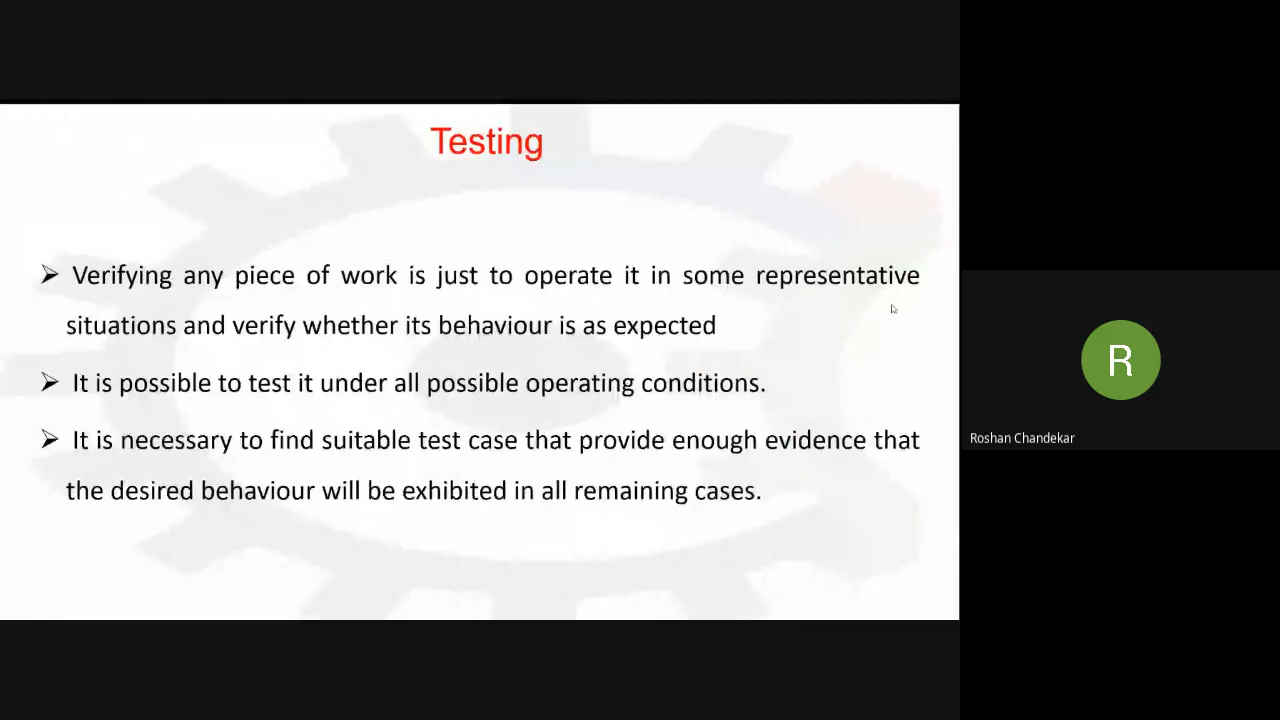 Testing
➢ Verifying any piece of work is just to operate it in some representative
situations and verify whether its behaviour is as expected
➢ It is possible to test it under all possible operating conditions.
➢ It is necessary to find suitable test case that provide enough evidence that
the desired behaviour will be exhibited in all remaining cases.
R
Roshan Chandekar